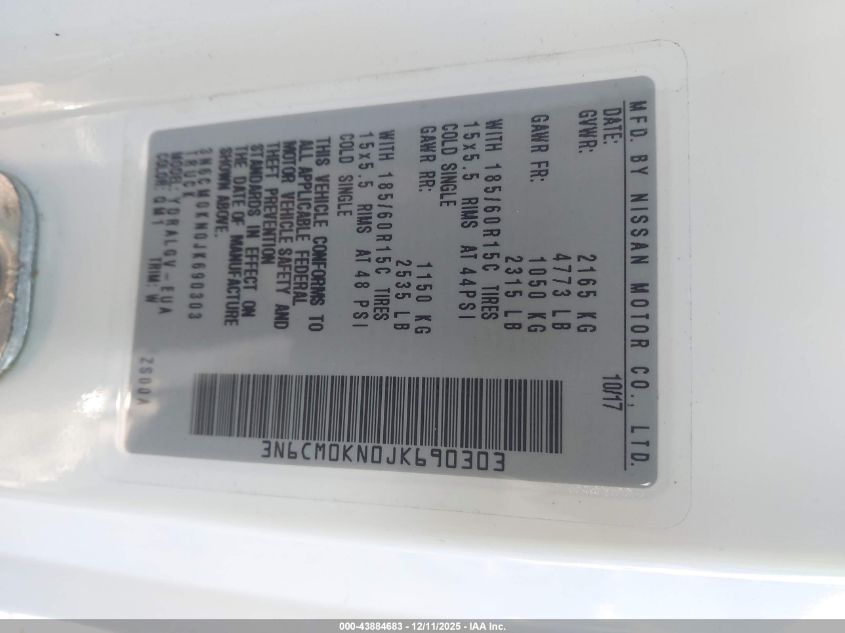 MFD. BY NISSAN MOTOR CO., LTD.
DATE: 10/17
GVWR: 2165 KG
4773 LB
GAWR FR: 1050 KG
2315 LB
WITH 185/60R15C TIRES
15x5.5 RIMS AT 44PSI
COLD SINGLE
GAWR RR: 1150 KG
2535 LB
WITH 185/60R15C TIRES
15x5.5 RIMS AT 48 PSI
COLD SINGLE
THIS VEHICLE CONFORMS TO
ALL APPLICABLE FEDERAL
MOTOR VEHICLE SAFETY AND
THEFT PREVENTION
STANDARDS IN EFFECT ON
THE DATE OF MANUFACTURE
SHOWN ABOVE.
3N6CM0KN0JK690303
TRUCK
MODEL: YDRALGV-EUA
COLOR: QM1 TRIM: W
ZS00A
3N6CM0KN0JK690303
000-43884683 - 12/11/2025 - IAA Inc.